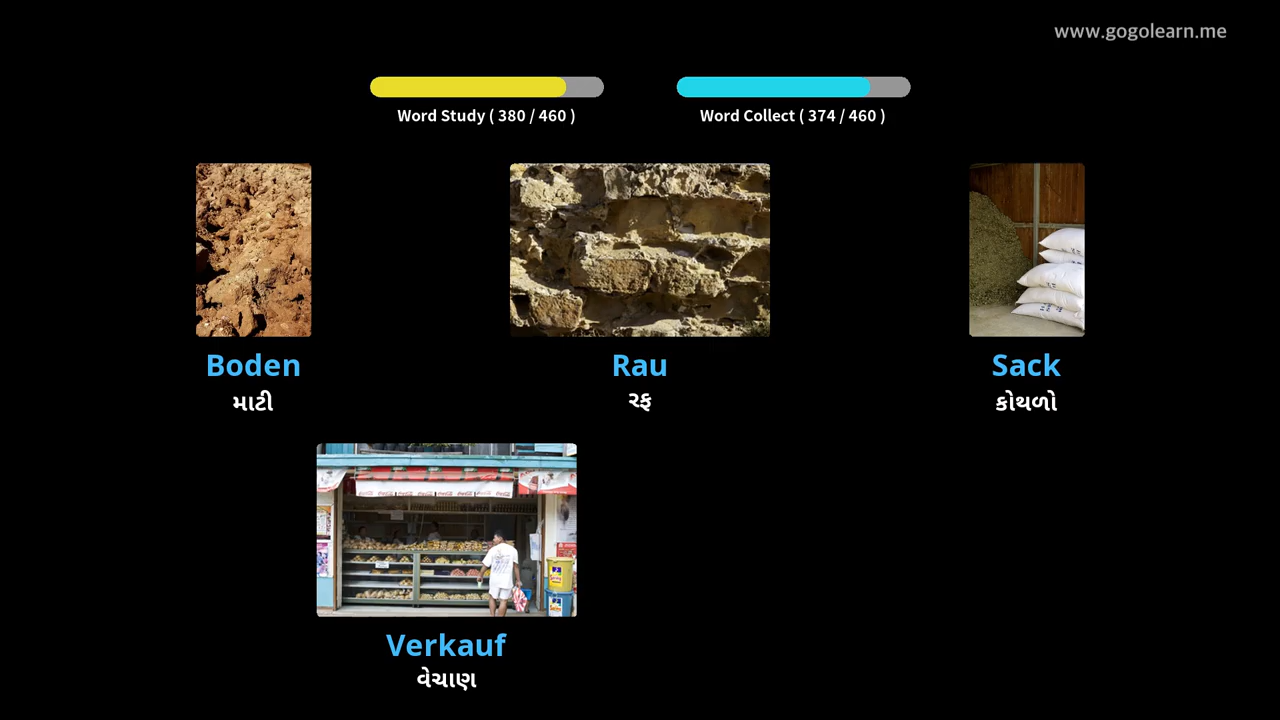 www.gogolearn.me
Word Study ( 380 / 460 )
Word Collect ( 374 / 460 )
Boden
Rau
Sack
માટી
રફ
કોથળો
Verkauf
વેચાણ